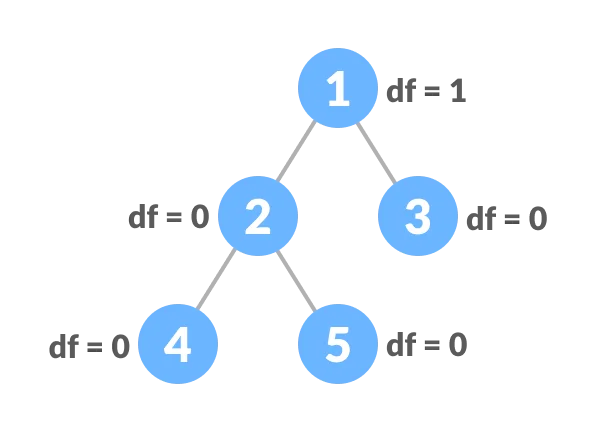 1 df = 1
df = 0 2 3 df = 0
df = 0 4 5 df = 0